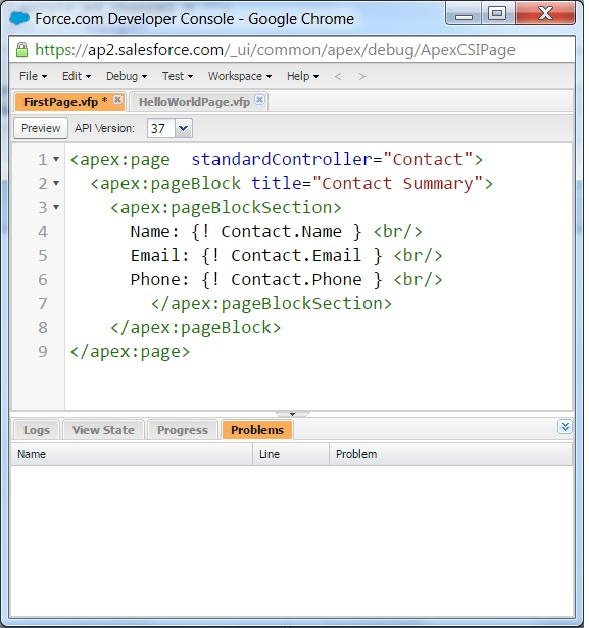 Force.com Developer Console - Google Chrome
https://ap2.salesforce.com/_ui/common/apex/debug/ApexCSIPage
File Edit Debug Test Workspace Help < >
FirstPage.vfp * HelloWorldPage.vfp
Preview API Version: 37
1 <apex:page  standardController="Contact">
2 <apex:pageBlock title="Contact Summary">
3 <apex:pageBlockSection>
4 Name: {! Contact.Name } <br/>
5 Email: {! Contact.Email } <br/>
6 Phone: {! Contact.Phone } <br/>
7 </apex:pageBlockSection>
8 </apex:pageBlock>
9 </apex:page>
Logs View State Progress Problems
Name Line Problem